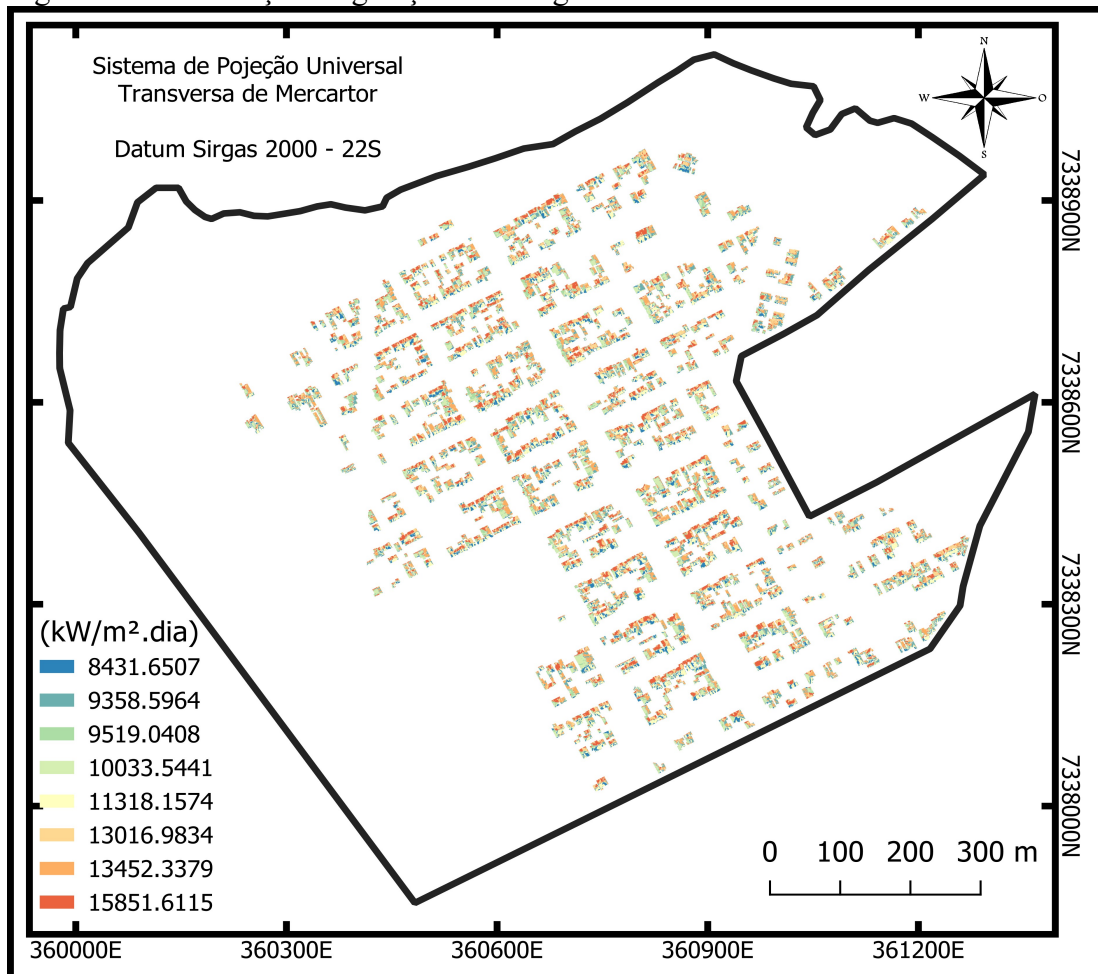 Sistema de Pojeção Universal
Transversa de Mercartor
Datum Sirgas 2000 - 22S
N
W
O
S
7338900N
7338600N
7338300N
7338000N
(kW/m².dia)
8431.6507
9358.5964
9519.0408
10033.5441
11318.1574
13016.9834
13452.3379
15851.6115
0 100 200 300 m
360000E 360300E 360600E 360900E 361200E